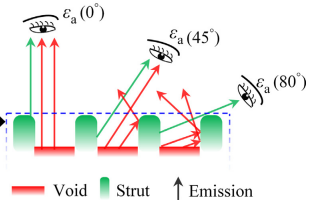 εₐ(0°)
εₐ(45°)
εₐ(80°)
Void Strut Emission